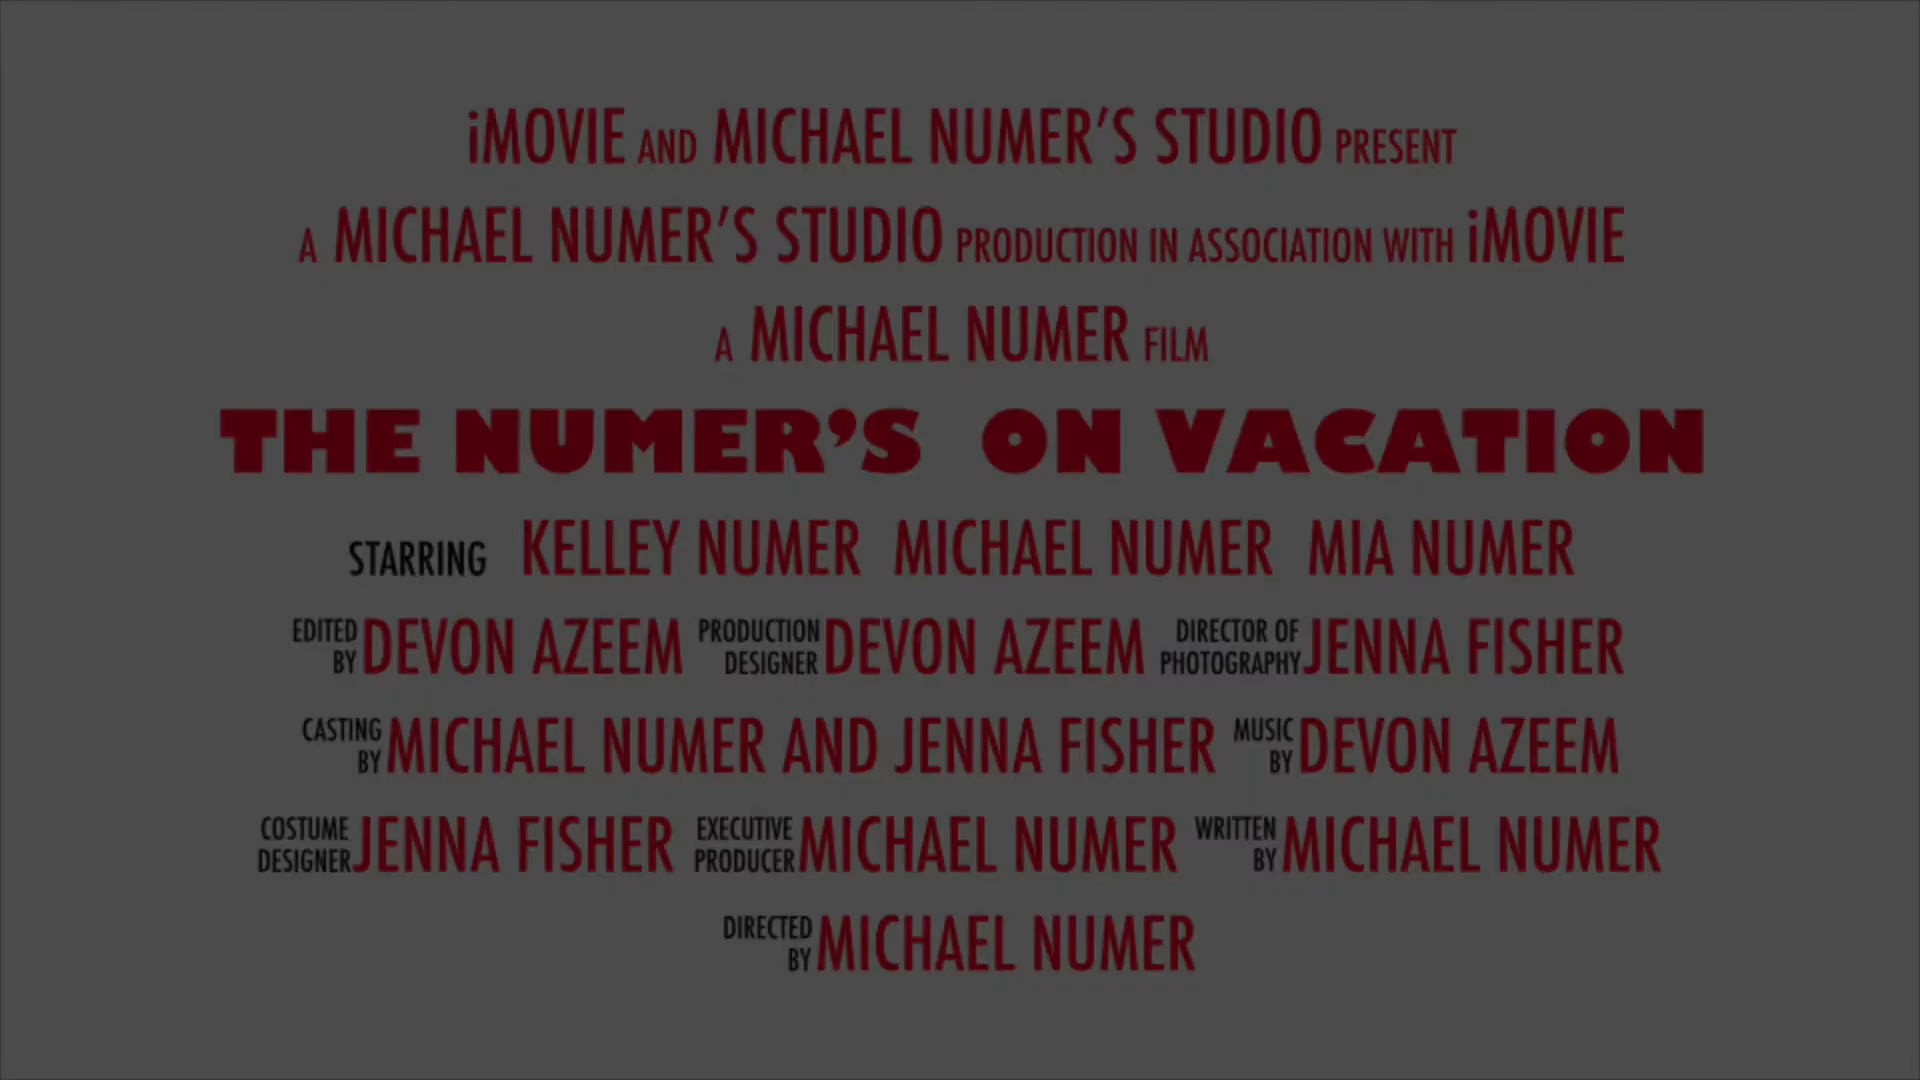 iMOVIE AND MICHAEL NUMER'S STUDIO PRESENT
A MICHAEL NUMER'S STUDIO PRODUCTION IN ASSOCIATION WITH iMOVIE
A MICHAEL NUMER FILM
THE NUMER'S ON VACATION
STARRING KELLEY NUMER MICHAEL NUMER MIA NUMER
EDITED BY DEVON AZEEM PRODUCTION DESIGNER DEVON AZEEM DIRECTOR OF PHOTOGRAPHY JENNA FISHER
CASTING BY MICHAEL NUMER AND JENNA FISHER MUSIC BY DEVON AZEEM
COSTUME DESIGNER JENNA FISHER EXECUTIVE PRODUCER MICHAEL NUMER WRITTEN BY MICHAEL NUMER
DIRECTED BY MICHAEL NUMER